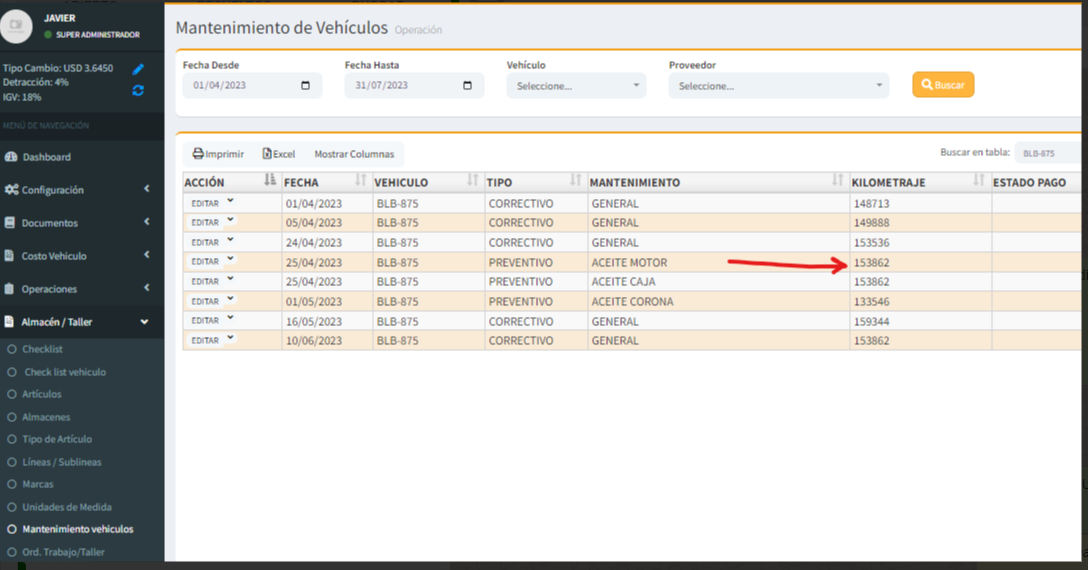 JAVIER
SUPER ADMINISTRADOR
Tipo Cambio: USD 3.6450
Detracción: 4%
IGV: 18%
MENÚ DE NAVEGACIÓN
Dashboard
Configuración
Documentos
Costo Vehiculo
Operaciones
Almacén / Taller
Checklist
Check list vehiculo
Artículos
Almacenes
Tipo de Artículo
Líneas / Sublineas
Marcas
Unidades de Medida
Mantenimiento vehiculos
Ord. Trabajo/Taller
Mantenimiento de Vehículos Operación
Fecha Desde Fecha Hasta Vehículo Proveedor
01/04/2023 31/07/2023 Seleccione... Seleccione... Buscar
Imprimir Excel Mostrar Columnas Buscar en tabla: BLB-875
ACCIÓN FECHA VEHICULO TIPO MANTENIMIENTO KILOMETRAJE ESTADO PAGO
EDITAR 01/04/2023 BLB-875 CORRECTIVO GENERAL 148713
EDITAR 05/04/2023 BLB-875 CORRECTIVO GENERAL 149888
EDITAR 24/04/2023 BLB-875 CORRECTIVO GENERAL 153536
EDITAR 25/04/2023 BLB-875 PREVENTIVO ACEITE MOTOR 153862
EDITAR 25/04/2023 BLB-875 PREVENTIVO ACEITE CAJA 153862
EDITAR 01/05/2023 BLB-875 PREVENTIVO ACEITE CORONA 133546
EDITAR 16/05/2023 BLB-875 CORRECTIVO GENERAL 159344
EDITAR 10/06/2023 BLB-875 CORRECTIVO GENERAL 153862